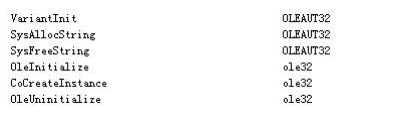 VariantInit OLEAUT32
SysAllocString OLEAUT32
SysFreeString OLEAUT32
OleInitialize ole32
CoCreateInstance ole32
OleUninitialize ole32